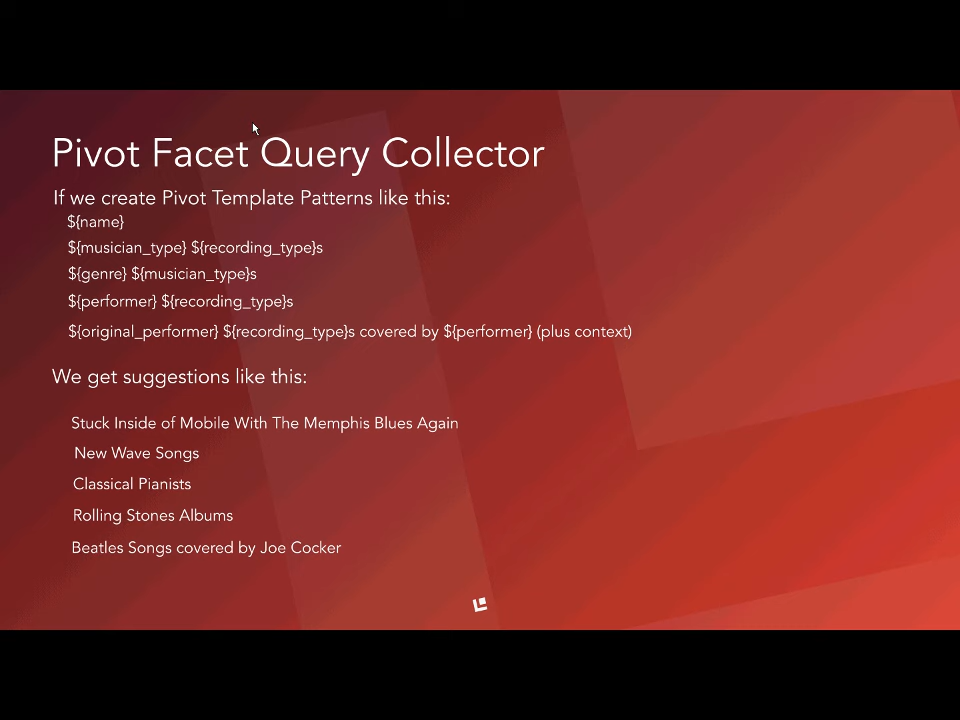 Pivot Facet Query Collector
If we create Pivot Template Patterns like this:
${name}
${musician_type} ${recording_type}s
${genre} ${musician_type}s
${performer} ${recording_type}s
${original_performer} ${recording_type}s covered by ${performer} (plus context)
We get suggestions like this:
Stuck Inside of Mobile With The Memphis Blues Again
New Wave Songs
Classical Pianists
Rolling Stones Albums
Beatles Songs covered by Joe Cocker